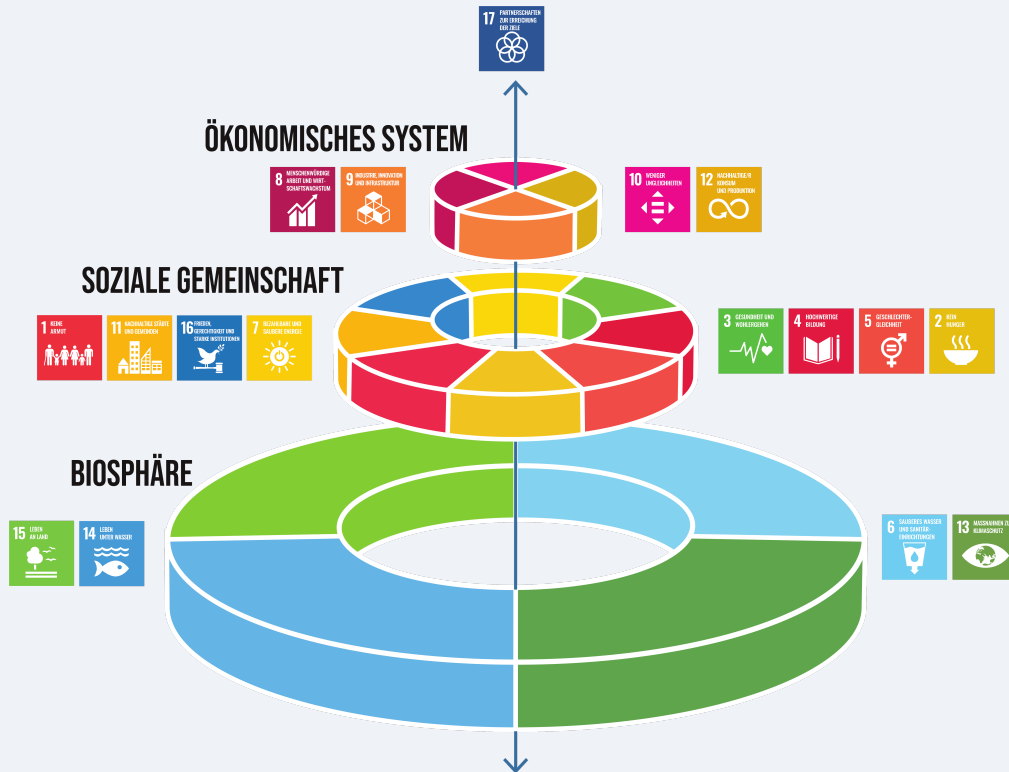 17 PARTNERSCHAFTEN
ZUR ERREICHUNG
DER ZIELE
ÖKONOMISCHES SYSTEM
8 MENSCHENWÜRDIGE
ARBEIT UND WIRT-
SCHAFTSWACHSTUM
9 INDUSTRIE, INNOVATION
UND INFRASTRUKTUR
10 WENIGER
UNGLEICHHEITEN
12 NACHHALTIGE/R
KONSUM
UND PRODUKTION
SOZIALE GEMEINSCHAFT
1 KEINE
ARMUT
11 NACHHALTIGE STÄDTE
UND GEMEINDEN
16 FRIEDEN,
GERECHTIGKEIT UND
STARKE INSTITUTIONEN
7 BEZAHLBARE UND
SAUBERE ENERGIE
3 GESUNDHEIT UND
WOHLERGEHEN
4 HOCHWERTIGE
BILDUNG
5 GESCHLECHTER-
GLEICHHEIT
2 KEIN
HUNGER
BIOSPHÄRE
15 LEBEN
AN LAND
14 LEBEN
UNTER WASSER
6 SAUBERES WASSER
UND SANITÄR-
EINRICHTUNGEN
13 MASSNAHMEN Z
KLIMASCHUTZ